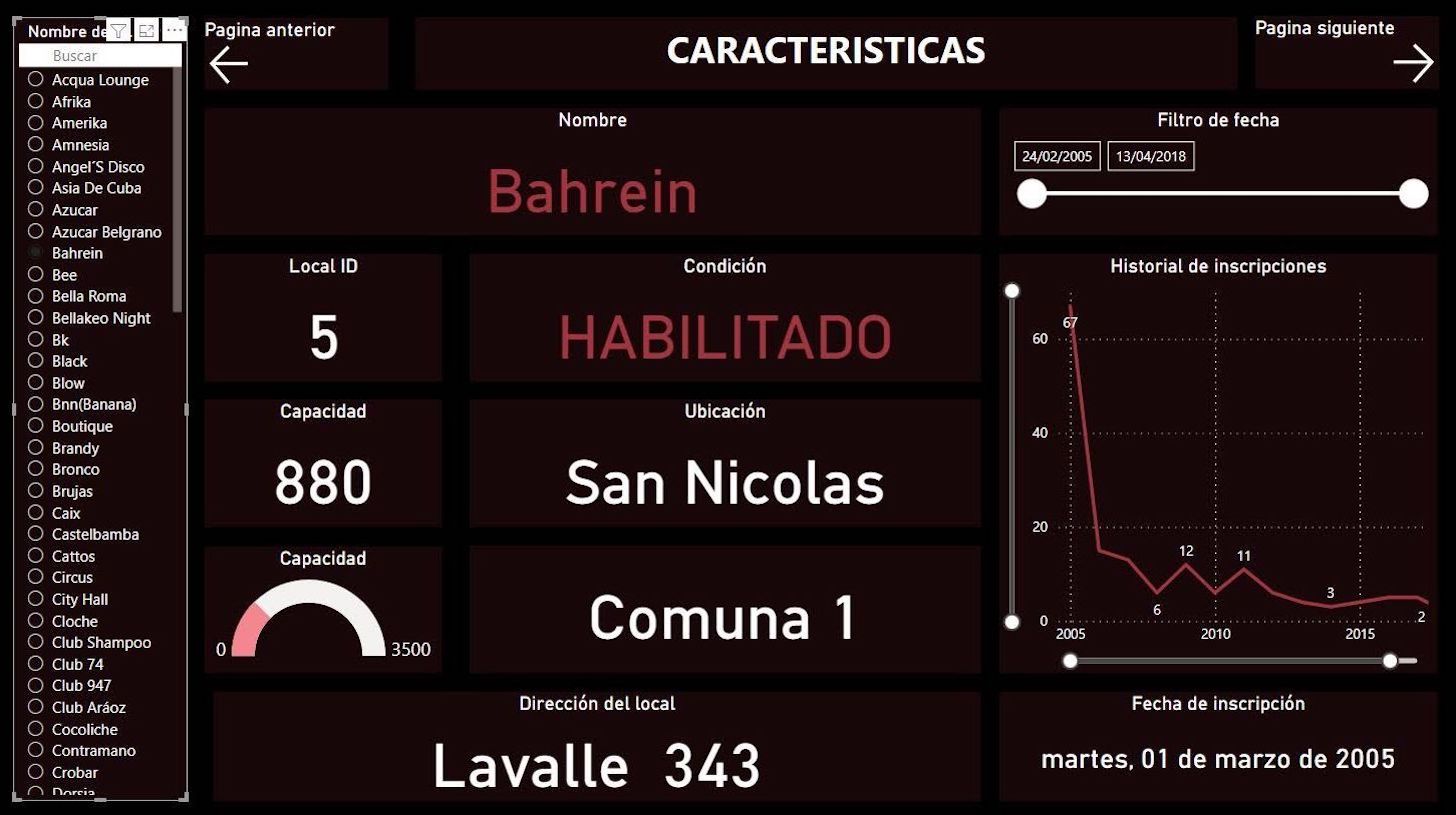 Nombre de
Buscar
Acqua Lounge
Afrika
Amerika
Amnesia
Angel´S Disco
Asia De Cuba
Azucar
Azucar Belgrano
Bahrein
Bee
Bella Roma
Bellakeo Night
Bk
Black
Blow
Bnn(Banana)
Boutique
Brandy
Bronco
Brujas
Caix
Castelbamba
Cattos
Circus
City Hall
Cloche
Club Shampoo
Club 74
Club 947
Club Aráoz
Cocoliche
Contramano
Crobar
Dorsia
Pagina anterior
CARACTERISTICAS
Pagina siguiente
Nombre
Bahrein
Filtro de fecha
24/02/2005 13/04/2018
Local ID
5
Condición
HABILITADO
Capacidad
880
Ubicación
San Nicolas
Capacidad
0 3500
Comuna 1
Historial de inscripciones
67
60
40
20
12
11
6
3
2
0
2005 2010 2015
Dirección del local
Lavalle 343
Fecha de inscripción
martes, 01 de marzo de 2005